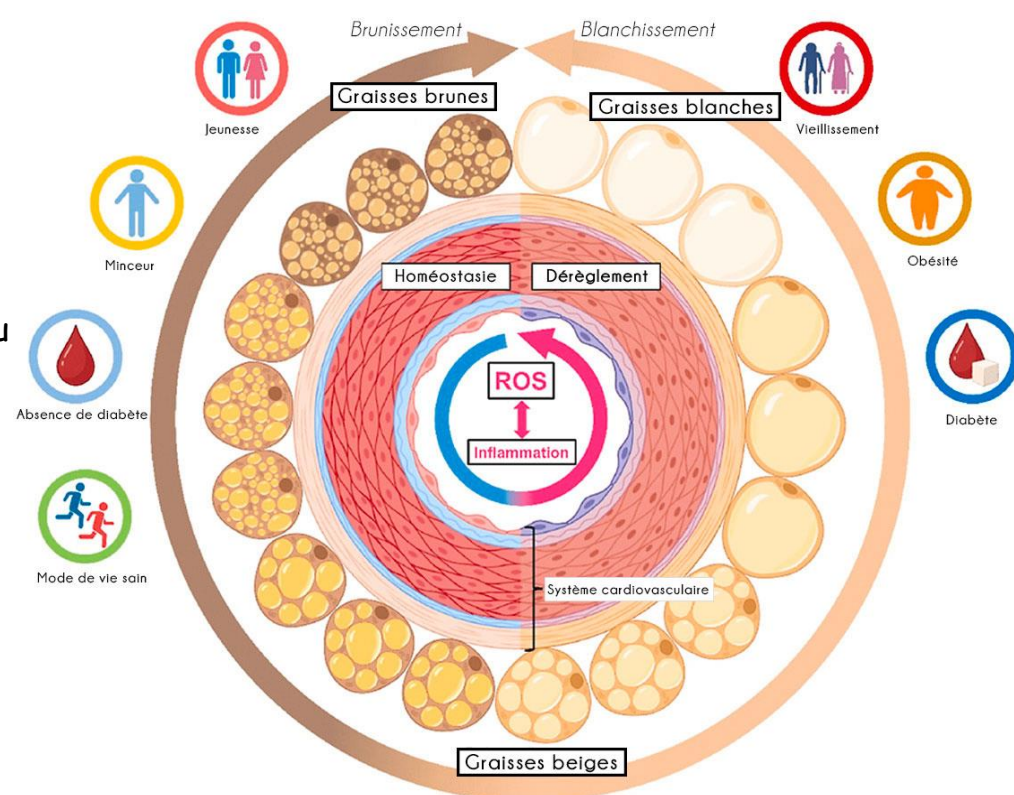 Brunissement
Blanchissement
Graisses brunes
Graisses blanches
Jeunesse
Vieillissement
Minceur
Obésité
Homéostasie
Dérèglement
u
ROS
Absence de diabète
Diabète
Inflammation
Mode de vie sain
Système cardiovasculaire
Graisses beiges